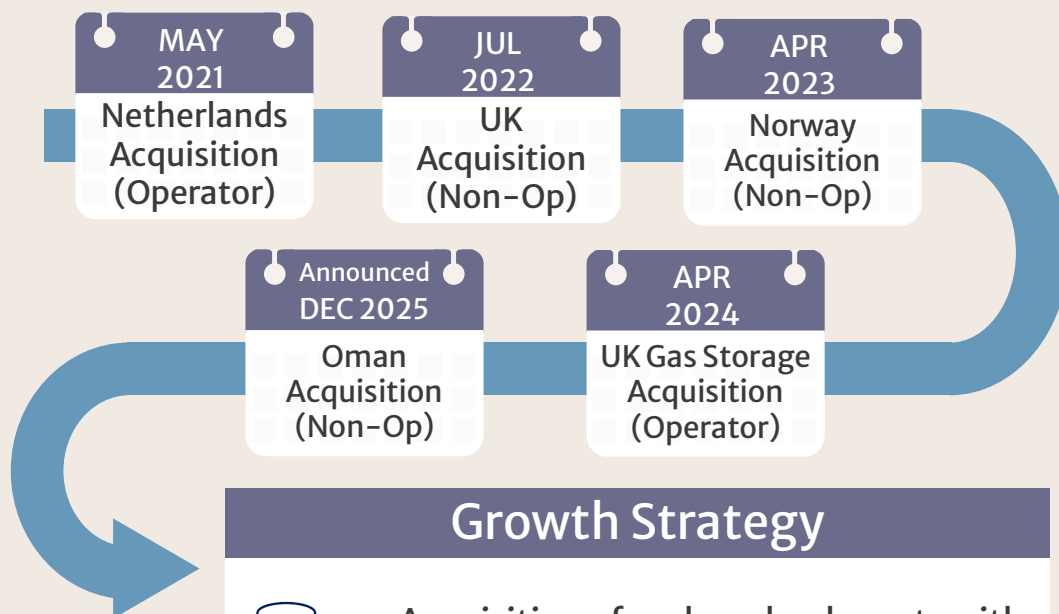 MAY
2021
Netherlands
Acquisition
(Operator)
JUL
2022
UK
Acquisition
(Non-Op)
APR
2023
Norway
Acquisition
(Non-Op)
Announced
DEC 2025
Oman
Acquisition
(Non-Op)
APR
2024
UK Gas Storage
Acquisition
(Operator)
Growth Strategy